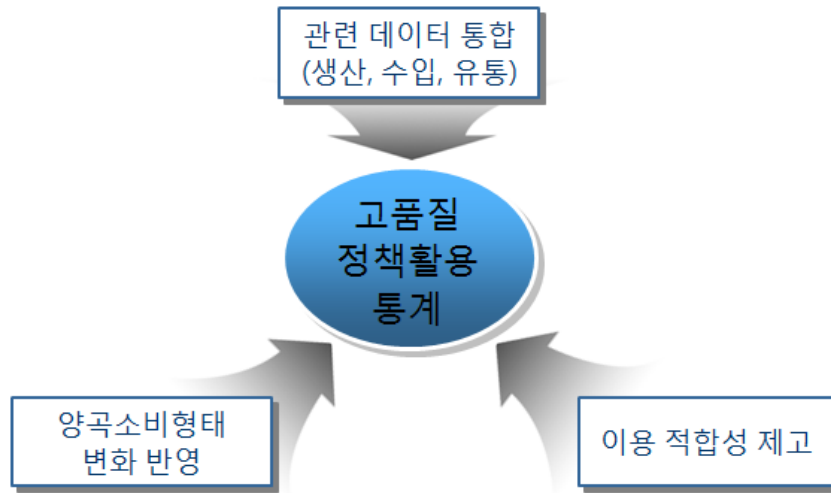 관련 데이터 통합
(생산, 수입, 유통)
고품질
정책활용
통계
양곡소비형태
변화 반영
이용 적합성 제고